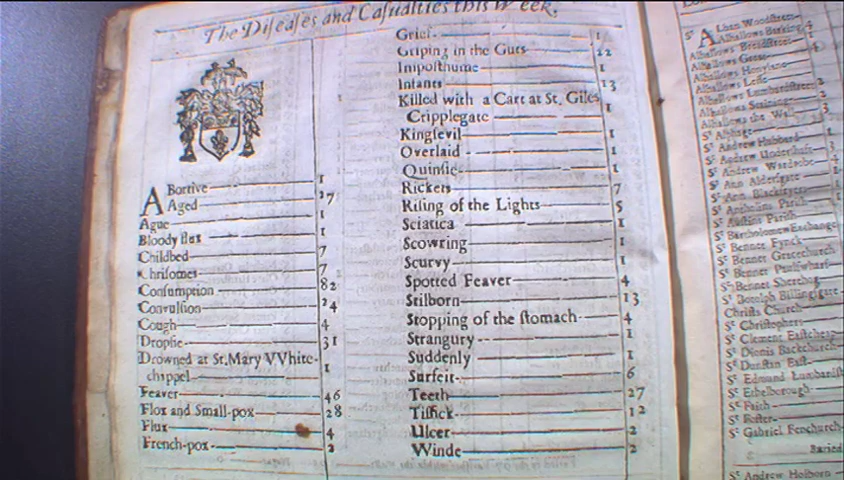 The Diseases and Casualties this Week.
Abortive 1
Aged 27
Ague 1
Bloody flux 1
Childbed 7
Chrisomes 7
Consumption 82
Convulsion 24
Cough 4
Dropsie 31
Drowned at St. Mary VVhite-
chappel 1
Feaver 46
Flox and Small-pox 28
Flux 4
French-pox 2
Grief 1
Griping in the Guts 22
Imposthume 1
Infants 13
Killed with a Cart at St. Giles
Cripplegate 1
Kingsevil 1
Overlaid 1
Quinsie 1
Rickets 7
Rising of the Lights 5
Sciatica 1
Scowring 1
Scurvy 1
Spotted Feaver 4
Stilborn 13
Stopping of the stomach 4
Strangury 1
Suddenly 1
Surfeit 6
Teeth 27
Tissick 12
Ulcer 2
Winde 2
St Alban Woodstreet
Alhallows Barking
Alhallows Breadstreet
Alhallows Great
Alhallows Honylane
Alhallows Lesse
Alhallows Lumbardstreet
Alhallows Staining
Alhallows the Wall
St Alphage
St Andrew Hubbard
St Andrew Undershaft
St Andrew Wardrobe
St Ann Aldersgate
St Ann Blackfryers
St Antholins Parish
St Austins Parish
St Bartholomew Exchange
St Bennet Fynck
St Bennet Gracechurch
St Bennet Paulswharf
St Bennet Sherehog
St Botolph Billingsgate
Christs Church
St Christophers
St Clement Eastcheap
St Dionis Backchurch
St Dunstan East
St Edmund Lumbardst
St Ethelborough
St Faith
St Foster
St Gabriel Fenchurch
Buried
St Andrew Holborn